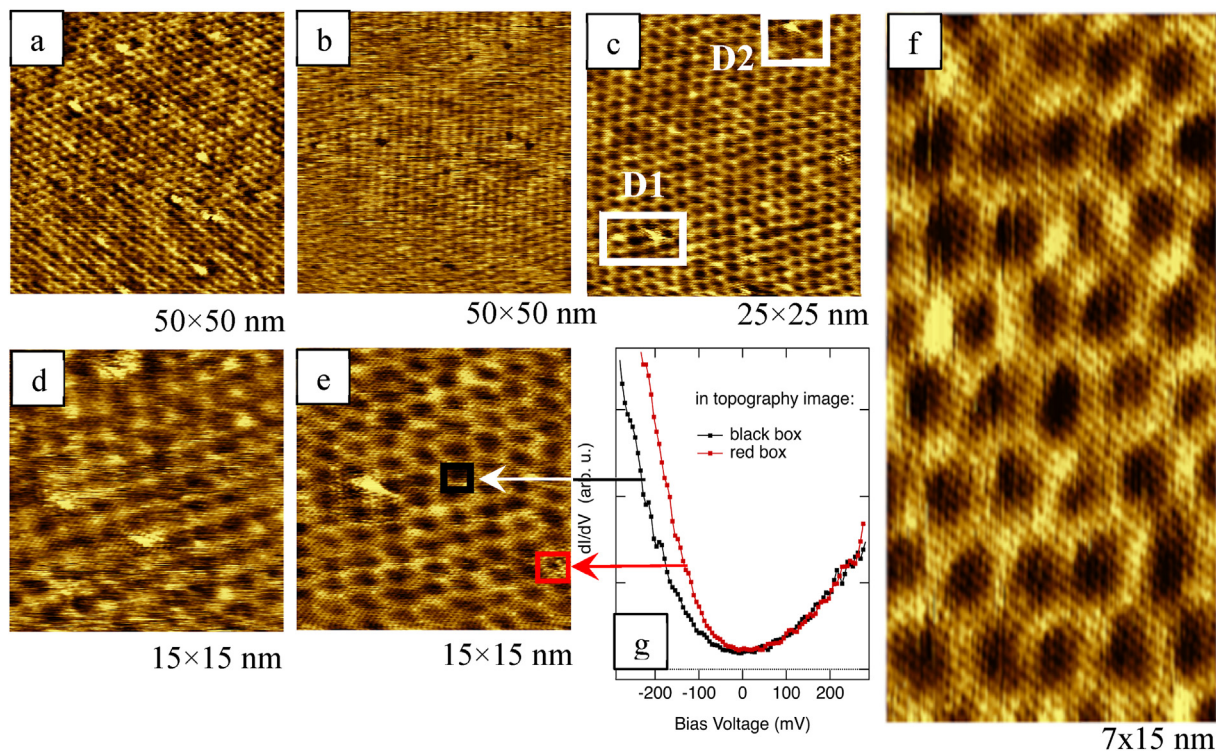 a
b
c
D2
D1
f
50×50 nm
50×50 nm
25×25 nm
d
e
in topography image:
black box
red box
dI/dV (arb. u.)
g
-200 -100 0 100 200
Bias Voltage (mV)
15×15 nm
15×15 nm
7x15 nm